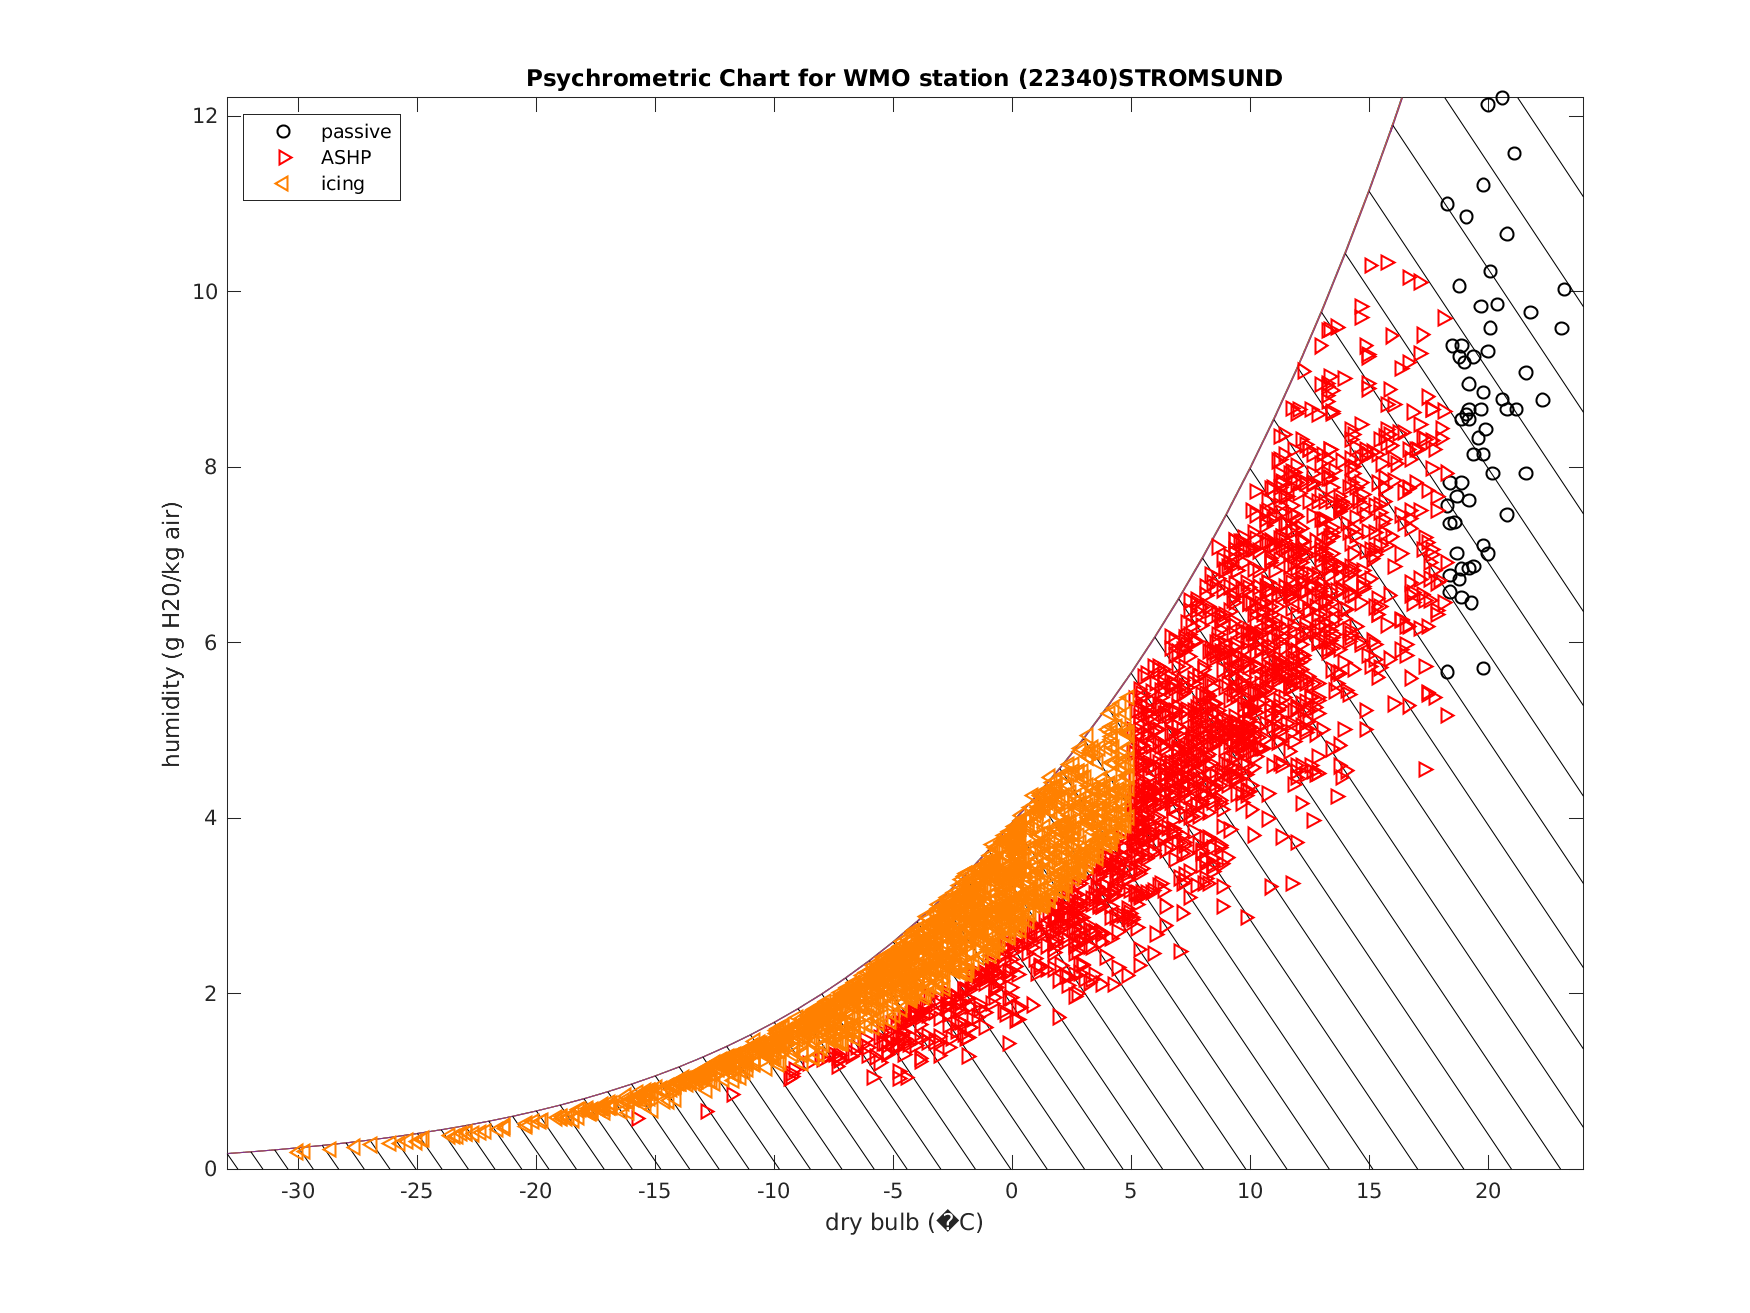 Psychrometric Chart for WMO station (22340)STROMSUND
passive
ASHP
icing
humidity (g H20/kg air)
12
10
8
6
4
2
0
-30 -25 -20 -15 -10 -5 0 5 10 15 20
dry bulb (�C)